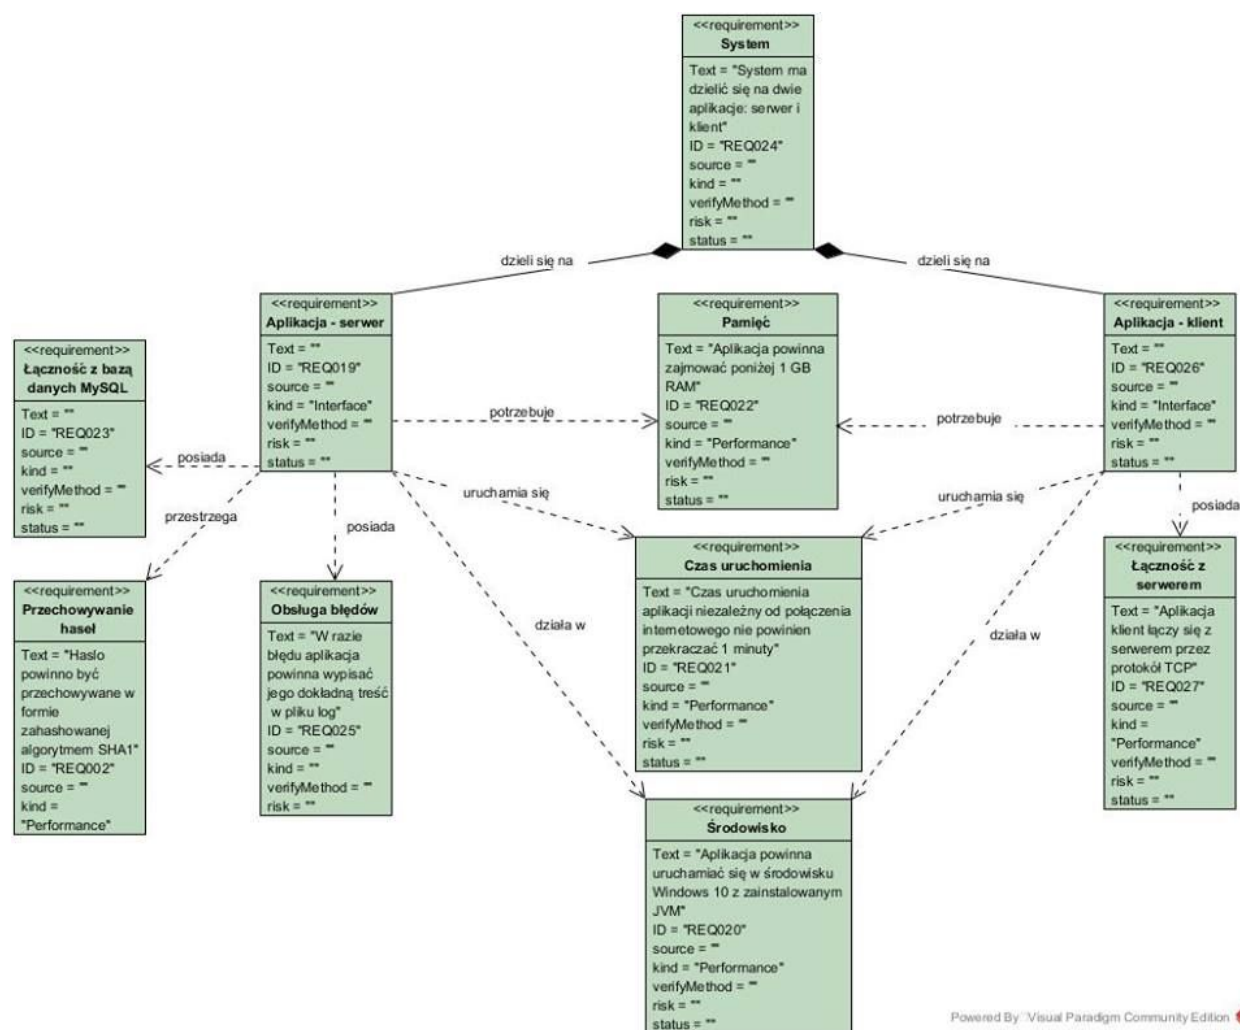 <<requirement>>
System
Text = "System ma
dzielić się na dwie
aplikacje: serwer i
klient"
ID = "REQ024"
source = ""
kind = ""
verifyMethod = ""
risk = ""
status = ""
dzieli się na
dzieli się na
<<requirement>>
Łączność z bazą
danych MySQL
Text = ""
ID = "REQ023"
source = ""
kind = ""
verifyMethod = ""
risk = ""
status = ""
<<requirement>>
Aplikacja - serwer
Text = ""
ID = "REQ019"
source = ""
kind = "Interface"
verifyMethod = ""
risk = ""
status = ""
<<requirement>>
Pamięć
Text = "Aplikacja powinna
zajmować poniżej 1 GB
RAM"
ID = "REQ022"
source = ""
kind = "Performance"
verifyMethod = ""
risk = ""
status = ""
<<requirement>>
Aplikacja - klient
Text = ""
ID = "REQ026"
source = ""
kind = "Interface"
verifyMethod = ""
risk = ""
status = ""
potrzebuje
potrzebuje
posiada
przestrzega
posiada
uruchamia się
uruchamia się
posiada
działa w
działa w
<<requirement>>
Przechowywanie
haseł
Text = "Haslo
powinno być
przechowywane w
formie
zahashowanej
algorytmem SHA1"
ID = "REQ002"
source = ""
kind =
"Performance"
<<requirement>>
Obsługa błędów
Text = "W razie
błędu aplikacja
powinna wypisać
jego dokładną treść
w pliku log"
ID = "REQ025"
source = ""
kind = ""
verifyMethod = ""
risk = ""
<<requirement>>
Czas uruchomienia
Text = "Czas uruchomienia
aplikacji niezależny od połączenia
internetowego nie powinien
przekraczać 1 minuty"
ID = "REQ021"
source = ""
kind = "Performance"
verifyMethod = ""
risk = ""
status = ""
<<requirement>>
Łączność z
serwerem
Text = "Aplikacja
klient łączy się z
serwerem przez
protokół TCP"
ID = "REQ027"
source = ""
kind =
"Performance"
verifyMethod = ""
risk = ""
status = ""
<<requirement>>
Środowisko
Text = "Aplikacja powinna
uruchamiać się w środowisku
Windows 10 z zainstalowanym
JVM"
ID = "REQ020"
source = ""
kind = "Performance"
verifyMethod = ""
risk = ""
status = ""
Powered By Visual Paradigm Community Edition